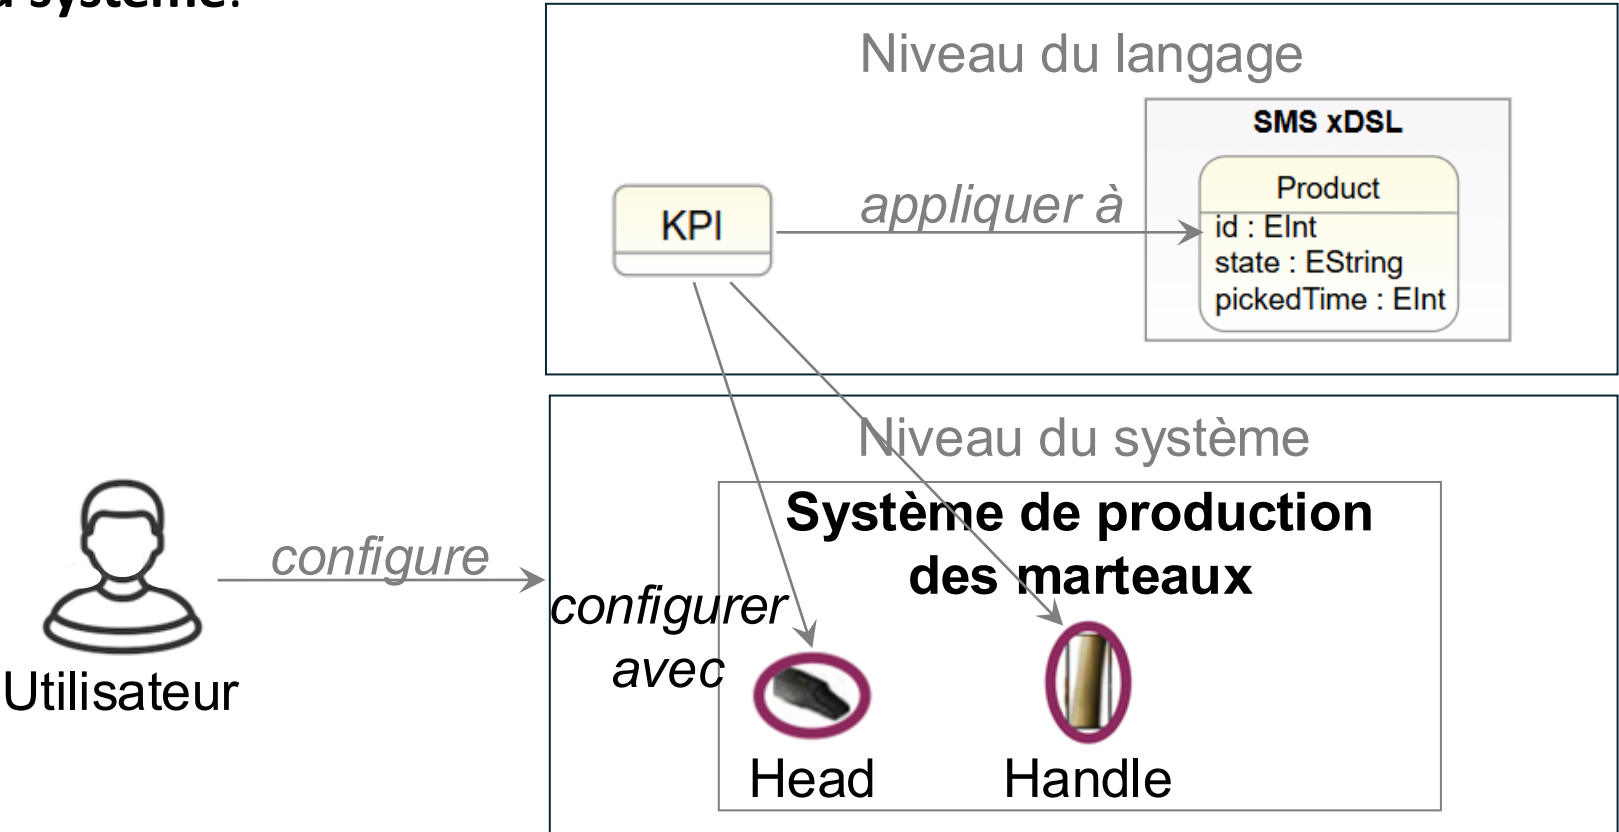 système.
Niveau du langage
SMS xDSL
Product
id : EInt
state : EString
pickedTime : EInt
KPI
appliquer à
Niveau du système
Système de production
des marteaux
configure
configurer
avec
Utilisateur
Head
Handle